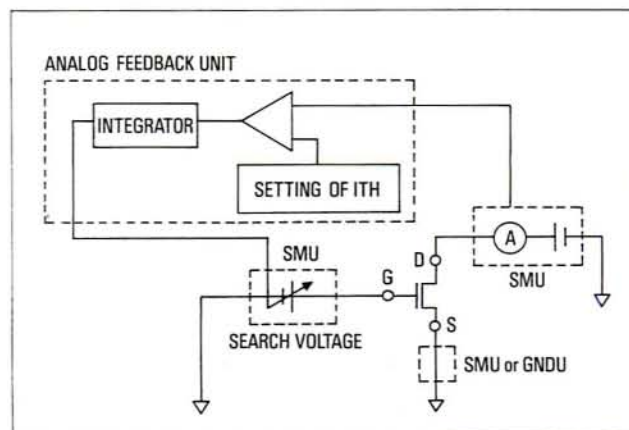 ANALOG FEEDBACK UNIT
INTEGRATOR
SETTING OF ITH
SMU
G
D
A
SMU
SEARCH VOLTAGE
S
SMU or GNDU